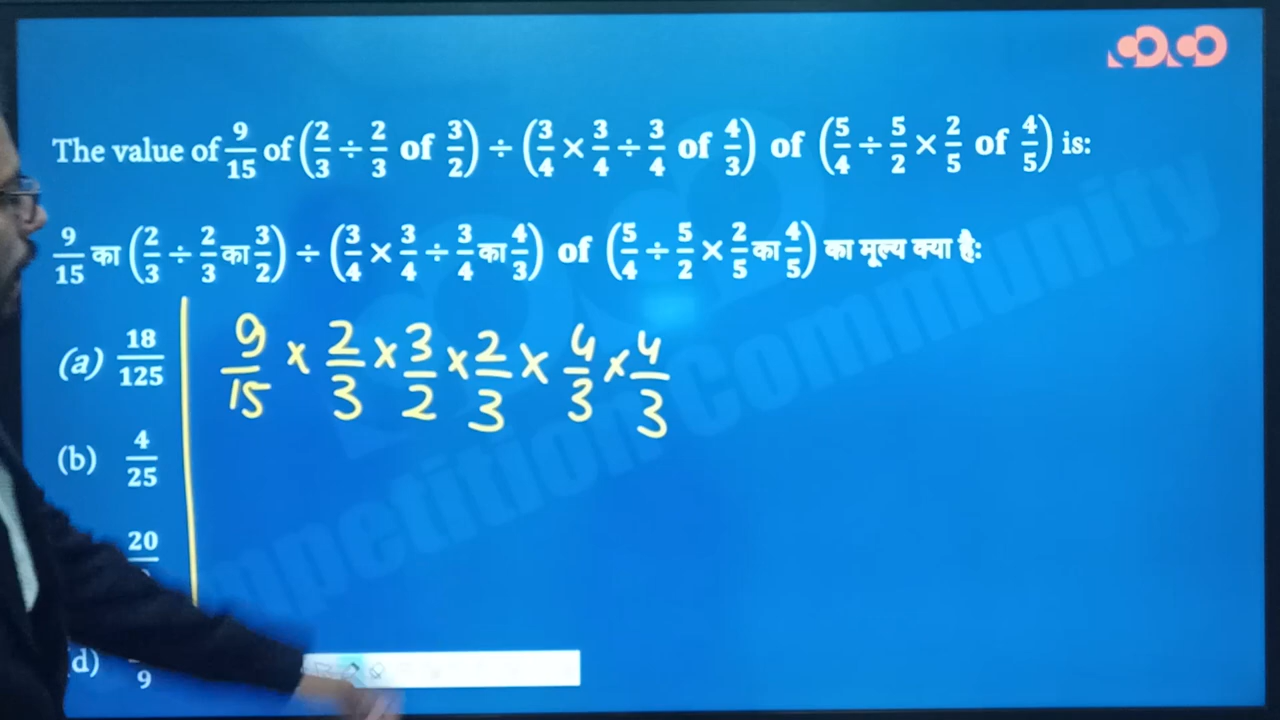 The value of 9/15 of (2/3 ÷ 2/3 of 3/2) ÷ (3/4 × 3/4 ÷ 3/4 of 4/3) of (5/4 ÷ 5/2 × 2/5 of 4/5) is:
9/15 का (2/3 ÷ 2/3 का 3/2) ÷ (3/4 × 3/4 ÷ 3/4 का 4/3) of (5/4 ÷ 5/2 × 2/5 का 4/5) का मूल्य क्या है:
9/15 × 2/3 × 3/2 × 2/3 × 4/3 × 4/3
(a) 18/125
(b) 4/25
20
d) 9
mpetition Community